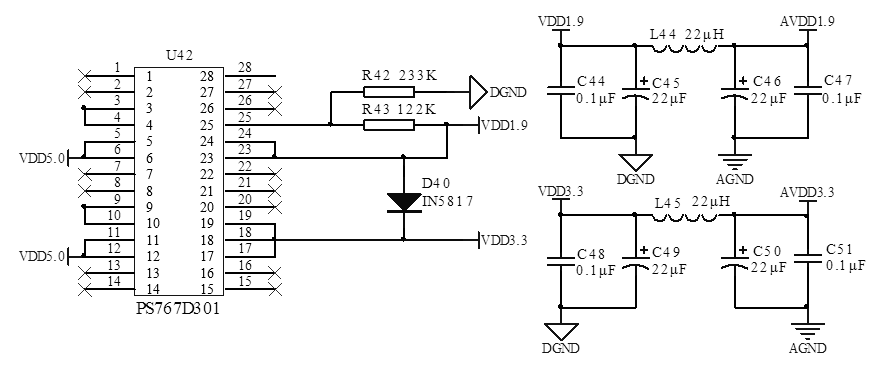 U42
1 1 28 28
2 2 27 27
3 3 26 26
4 4 25 25
5 5 24 24
6 6 23 23
7 7 22 22
8 8 21 21
9 9 20 20
10 10 19 19
11 11 18 18
12 12 17 17
13 13 16 16
14 14 15 15
PS767D301
VDD5.0
VDD5.0
R42 233K
DGND
R43 122K
VDD1.9
D40
IN5817
VDD3.3
VDD1.9
L44 22μH
AVDD1.9
C44
0.1μF
C45
22μF
C46
22μF
C47
0.1μF
DGND
AGND
VDD3.3
L45 22μH
AVDD3.3
C48
0.1μF
C49
22μF
C50
22μF
C51
0.1μF
DGND
AGND